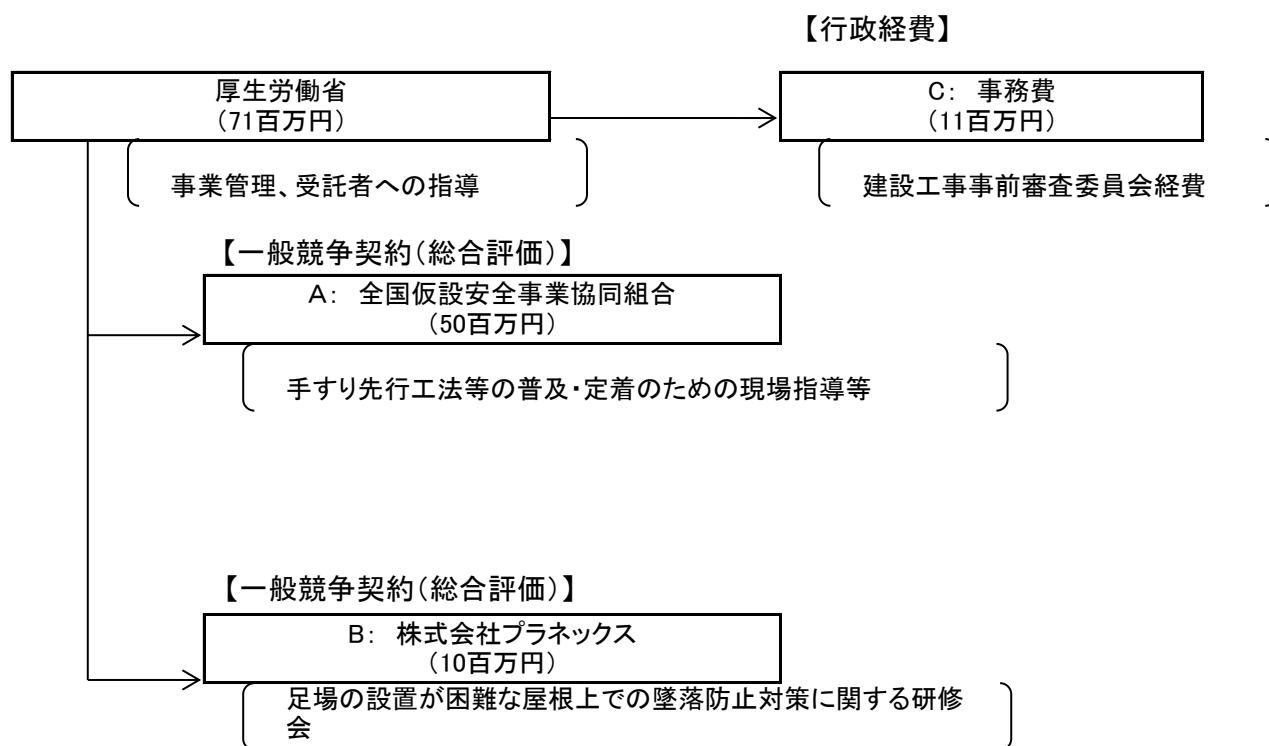 【行政経費】
厚生労働省
(71百万円)
C: 事務費
(11百万円)
事業管理、受託者への指導
建設工事事前審査委員会経費
【一般競争契約(総合評価)】
A: 全国仮設安全事業協同組合
(50百万円)
手すり先行工法等の普及・定着のための現場指導等
【一般競争契約(総合評価)】
B: 株式会社プラネックス
(10百万円)
足場の設置が困難な屋根上での墜落防止対策に関する研修
会